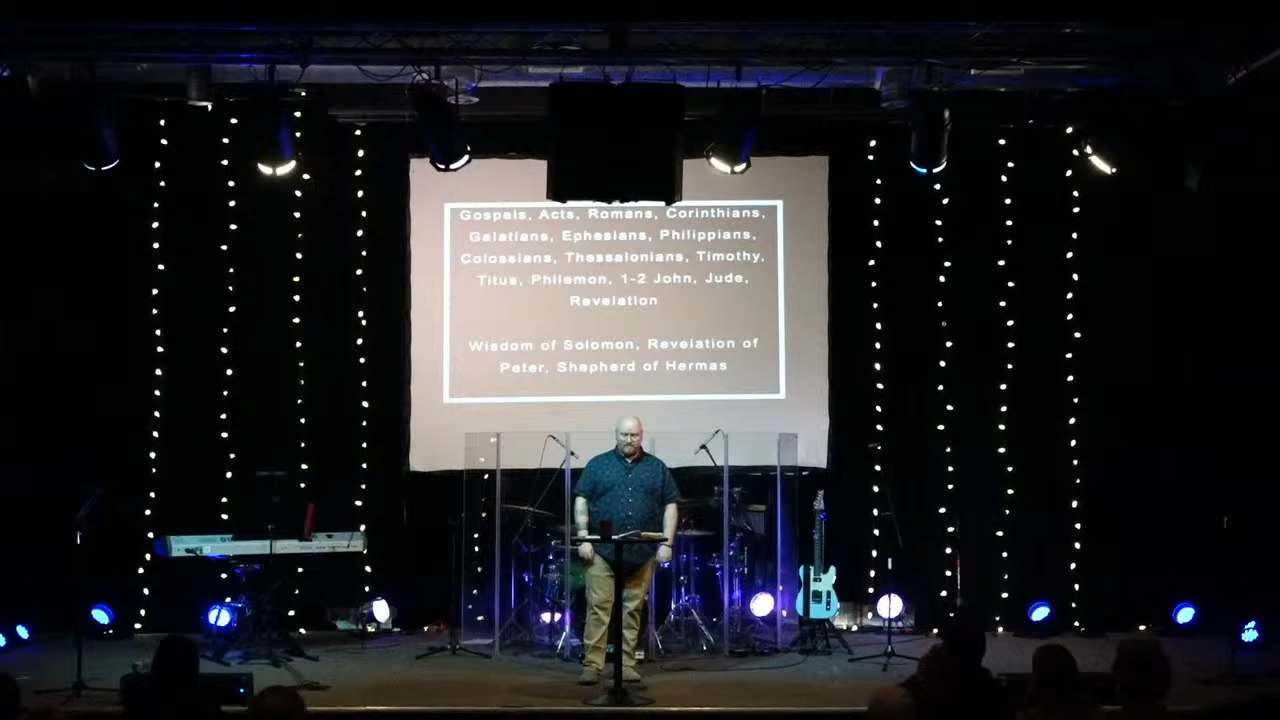 Gospels, Acts, Romans, Corinthians,
Galatians, Ephesians, Philippians,
Colossians, Thessalonians, Timothy,
Titus, Philemon, 1-2 John, Jude,
Revelation
Wisdom of Solomon, Revelation of
Peter, Shepherd of Hermas